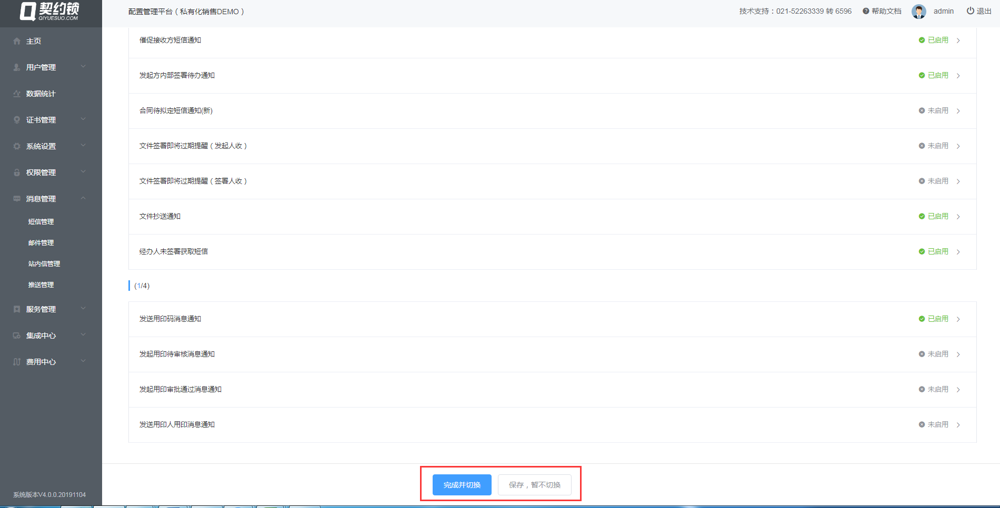 契约锁
QIYUESUO.COM
配置管理平台（私有化销售DEMO）
技术支持：021-52263339 转 6596
帮助文档
admin
退出
主页
用户管理
数据统计
证书管理
系统设置
权限管理
消息管理
短信管理
邮件管理
站内信管理
推送管理
服务管理
集成中心
费用中心
系统版本V4.0.0.20191104
催促接收方短信通知 已启用
发起方内部签署待办通知 已启用
合同待拟定短信通知(新) 未启用
文件签署即将过期提醒（发起人收） 未启用
文件签署即将过期提醒（签署人收） 未启用
文件抄送通知 已启用
经办人未签署获取短信 已启用
(1/4)
发送用印码消息通知 已启用
发起用印待审核消息通知 未启用
发起用印审批通过消息通知 未启用
发送用印人用印消息通知 未启用
完成并切换
保存，暂不切换